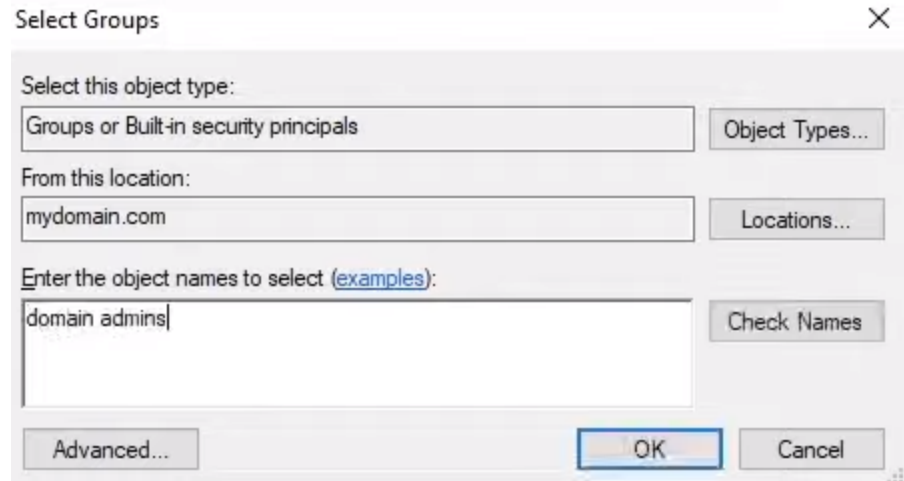 Select Groups
Select this object type:
Groups or Built-in security principals
Object Types...
From this location:
mydomain.com
Locations...
Enter the object names to select (examples):
domain admins
Check Names
Advanced...
OK
Cancel